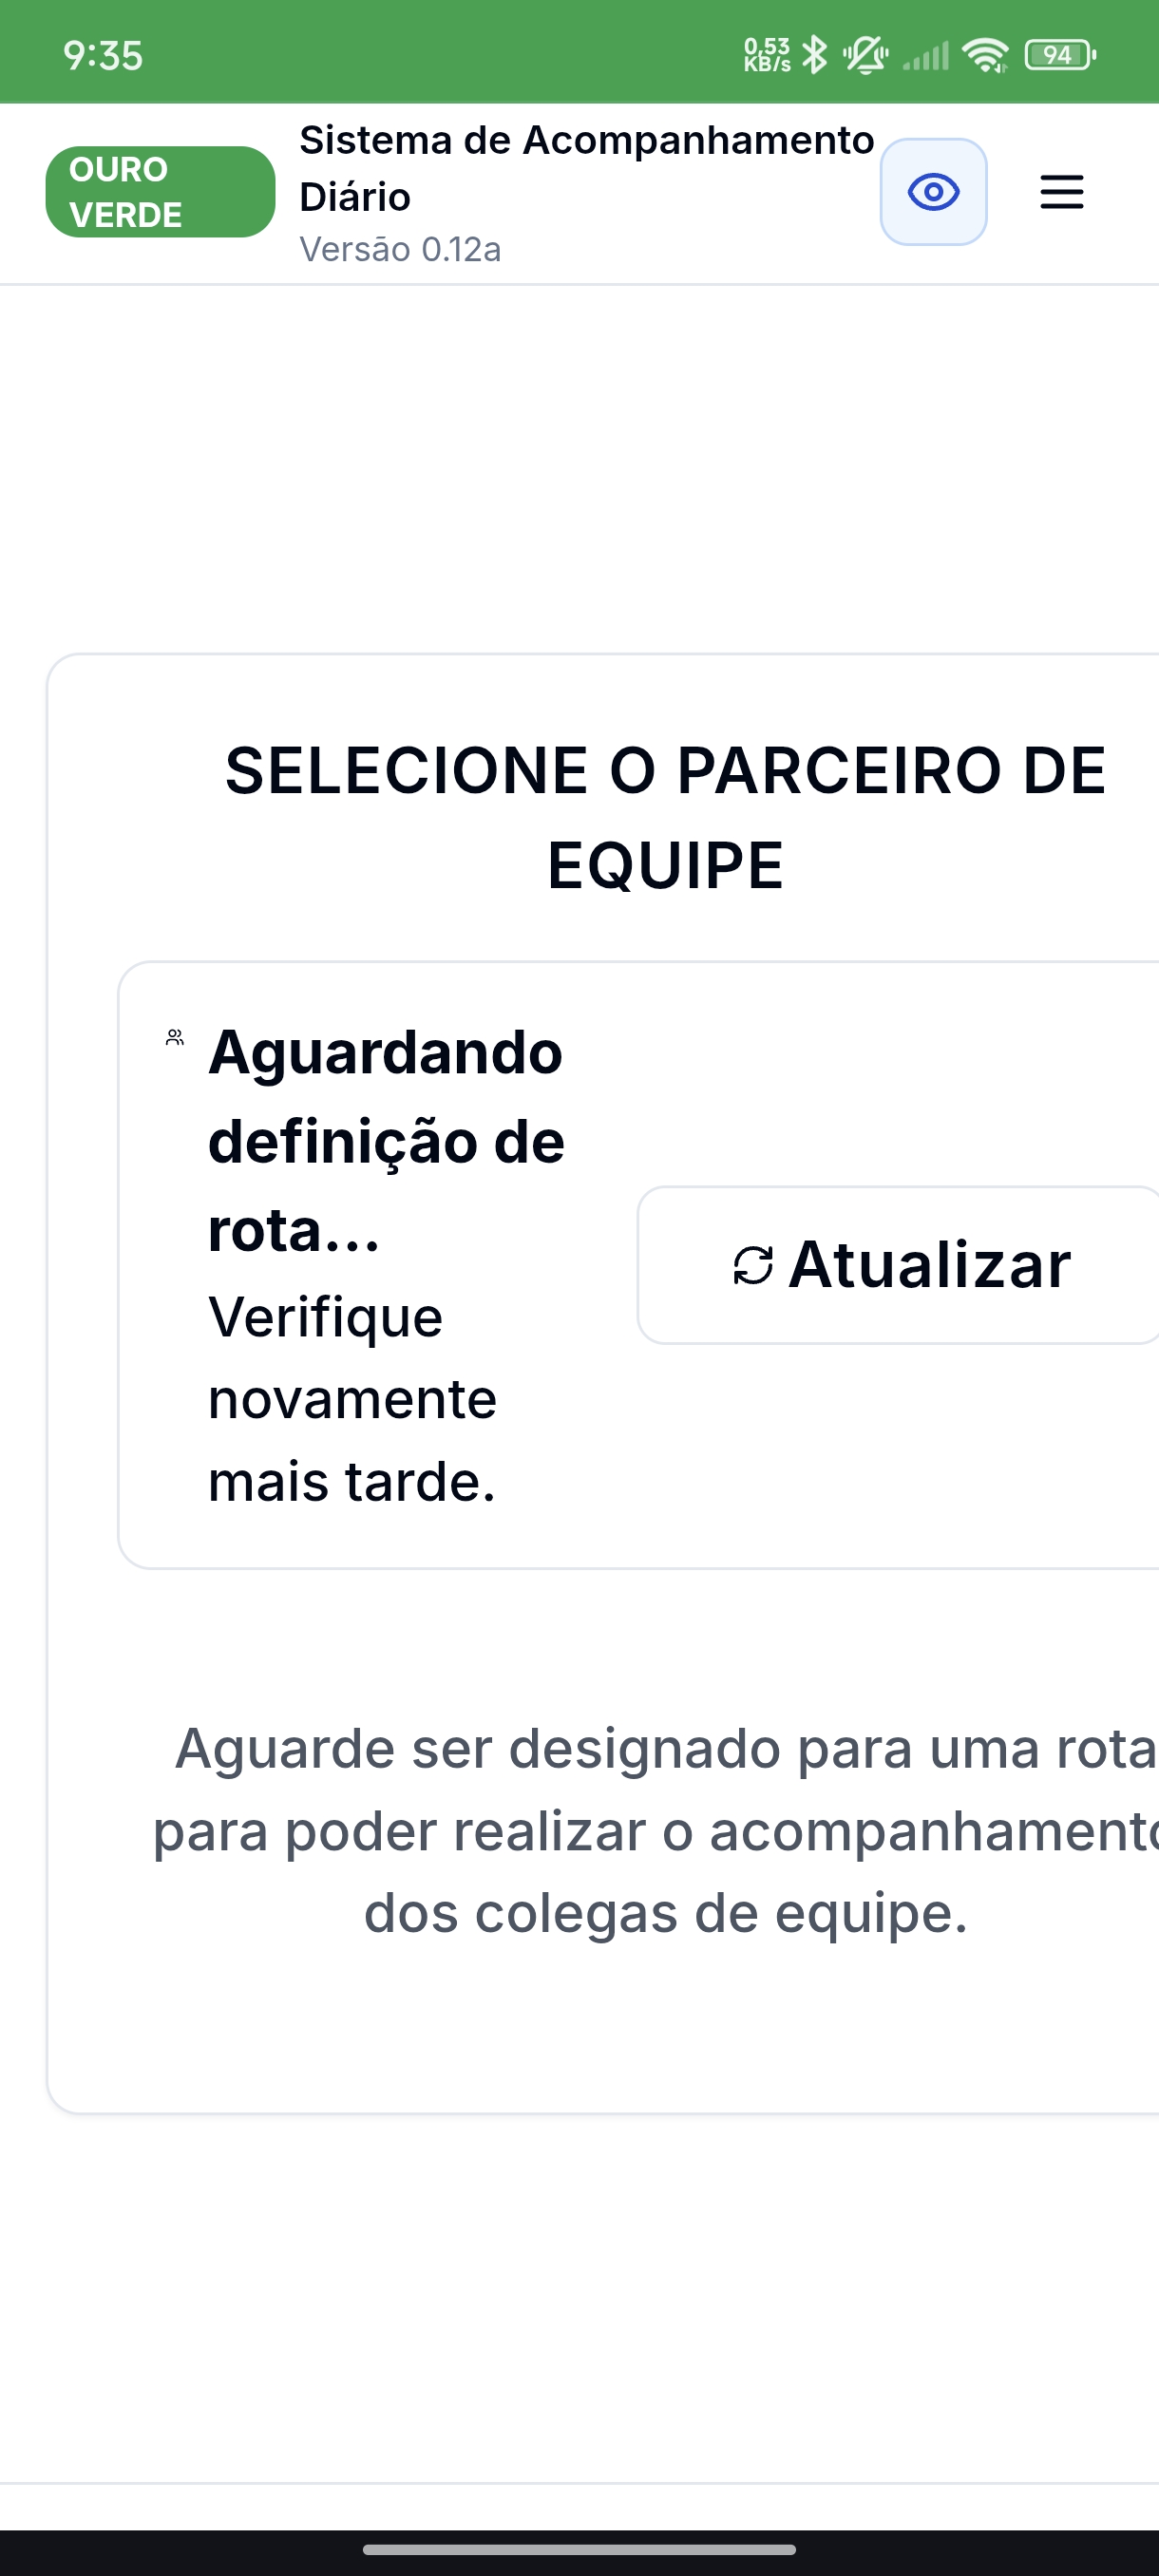 9:35
0,53
KB/s
94
OURO
VERDE
Sistema de Acompanhamento
Diário
Versão 0.12a
SELECIONE O PARCEIRO DE
EQUIPE
Aguardando
definição de
rota...
Verifique
novamente
mais tarde.
Atualizar
Aguarde ser designado para uma rota
para poder realizar o acompanhamento
dos colegas de equipe.